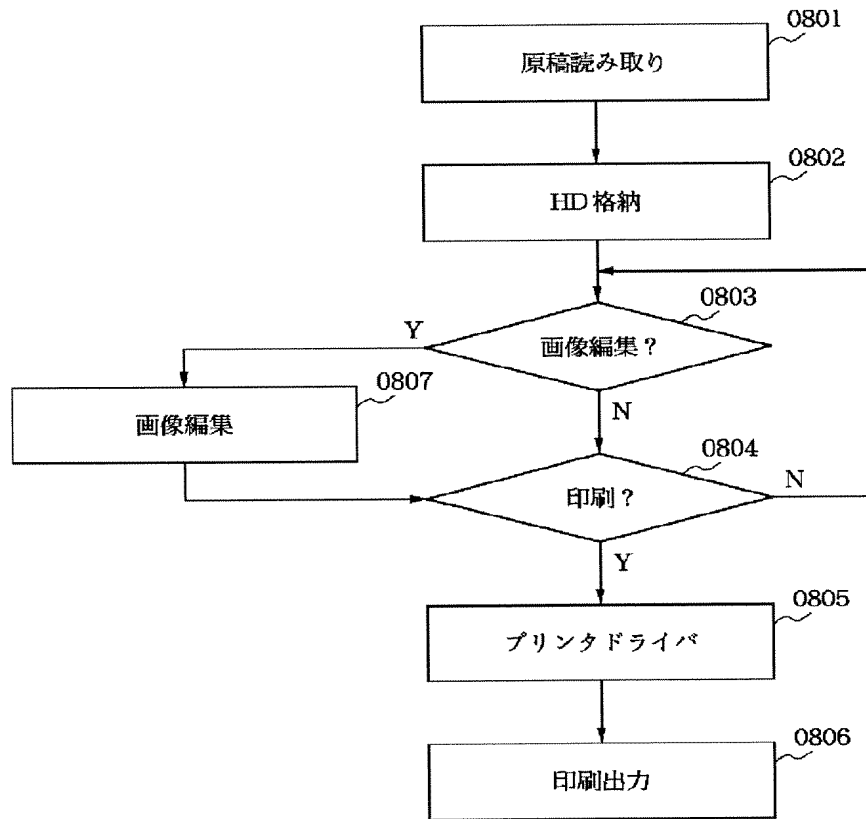 0801
原稿読み取り
0802
HD格納
0803
画像編集?
Y
N
0807
画像編集
0804
印刷?
N
Y
0805
プリンタドライバ
0806
印刷出力